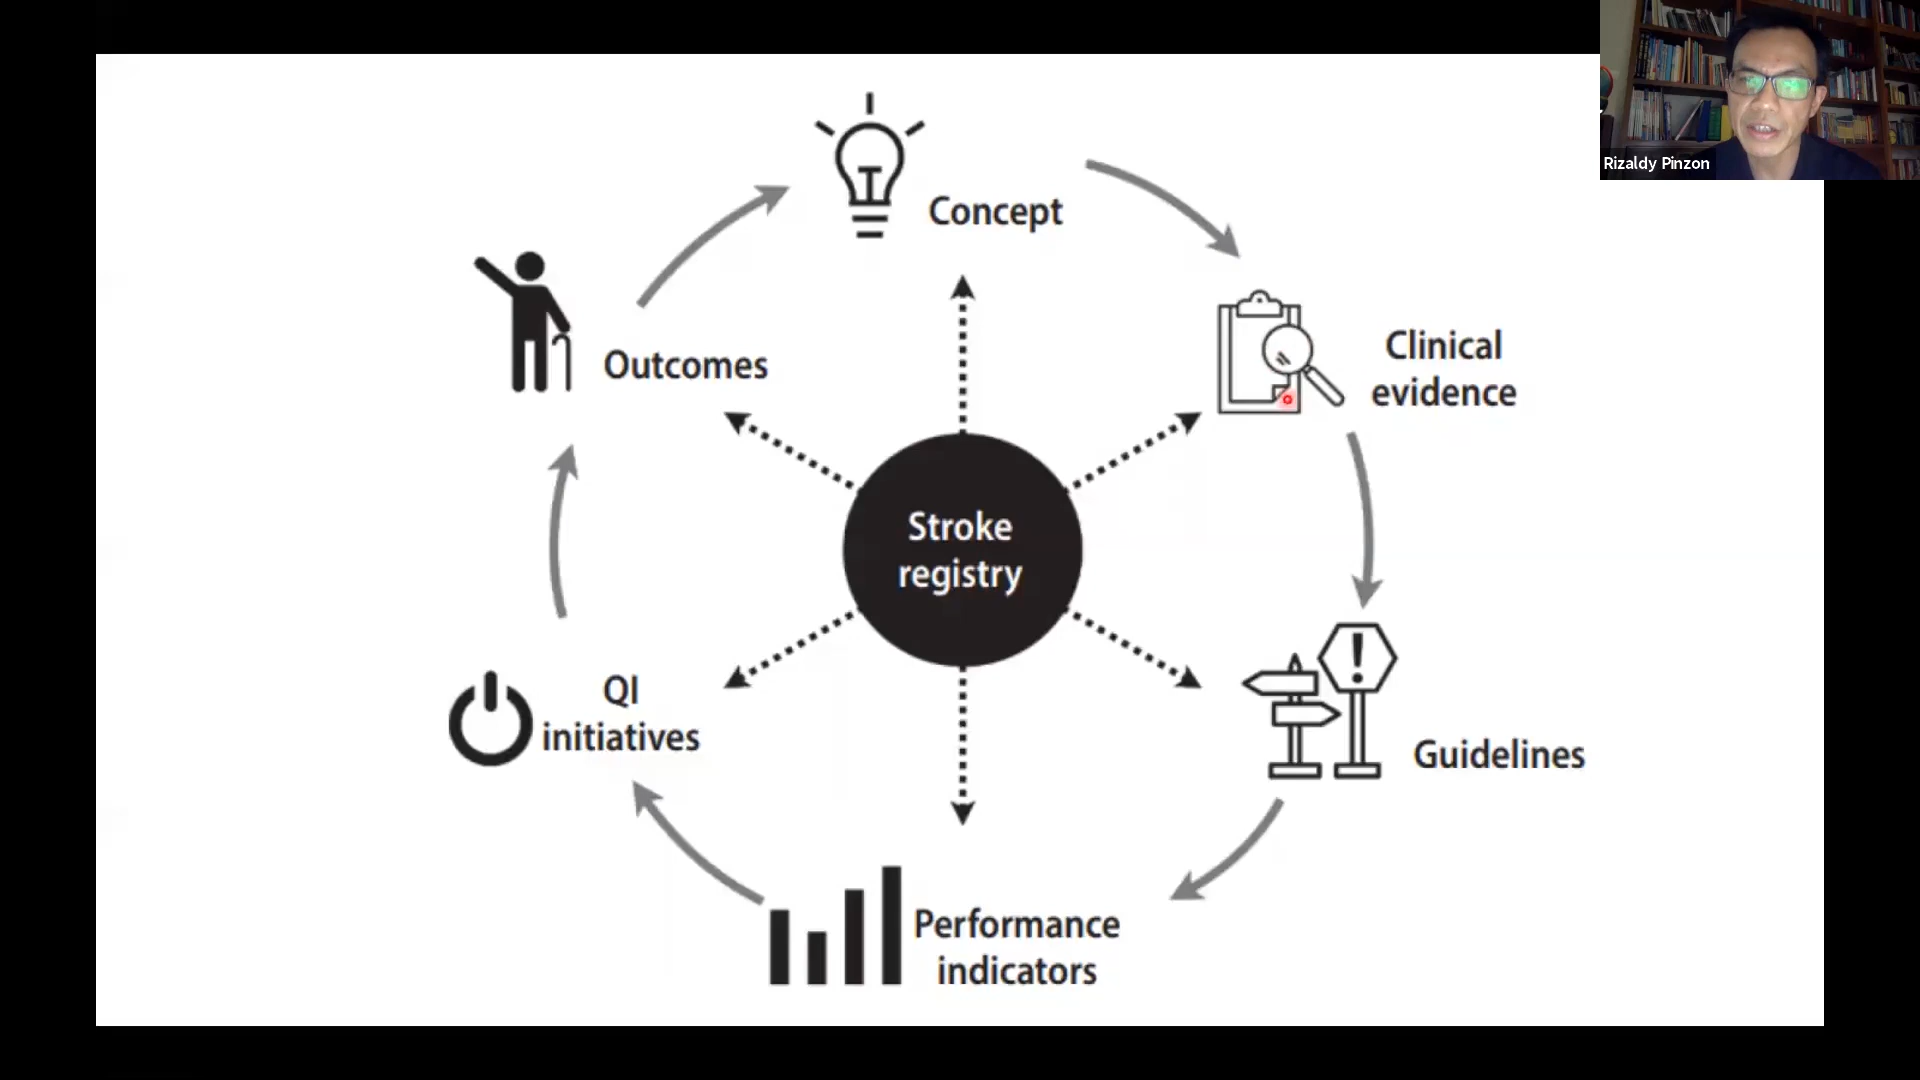 Rizaldy Pinzon
Concept
Clinical
evidence
Outcomes
Stroke
registry
QI
initiatives
Guidelines
Performance
indicators